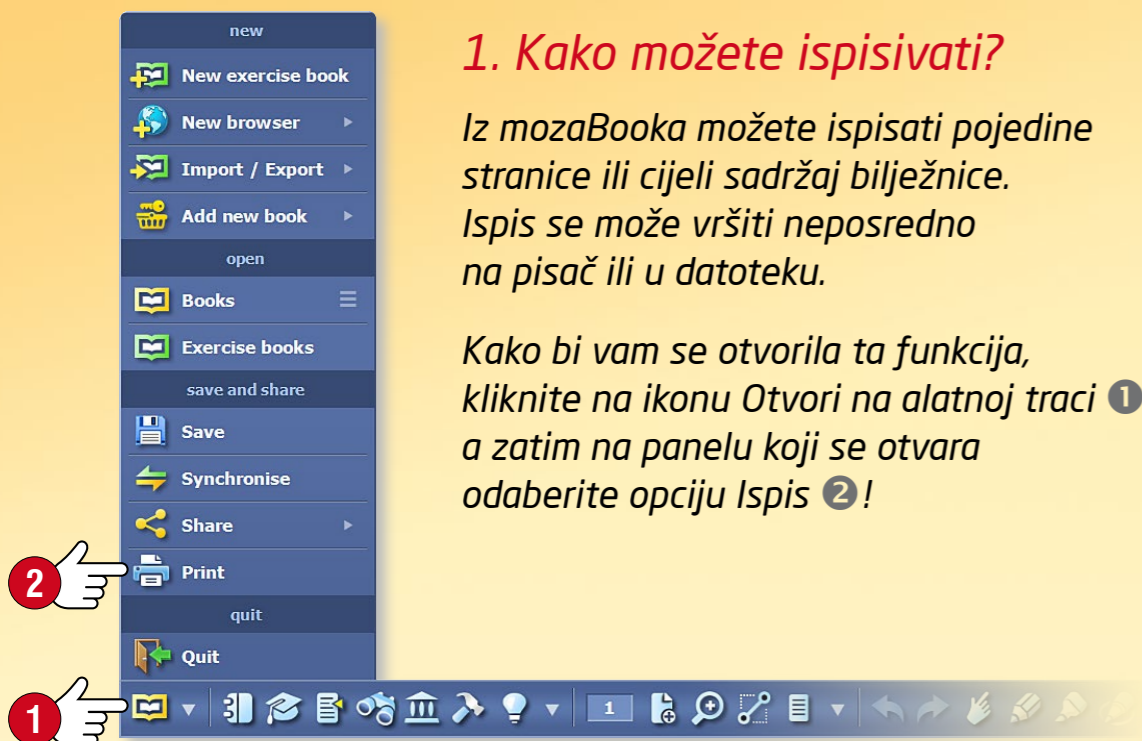 new
New exercise book
New browser
Import / Export
Add new book
open
Books
Exercise books
save and share
Save
Synchronise
Share
2
Print
quit
Quit
1
1
1. Kako možete ispisivati?
Iz mozaBooka možete ispisati pojedine
stranice ili cijeli sadržaj bilježnice.
Ispis se može vršiti neposredno
na pisač ili u datoteku.
Kako bi vam se otvorila ta funkcija,
kliknite na ikonu Otvori na alatnoj traci ❶
a zatim na panelu koji se otvara
odaberite opciju Ispis ❷!